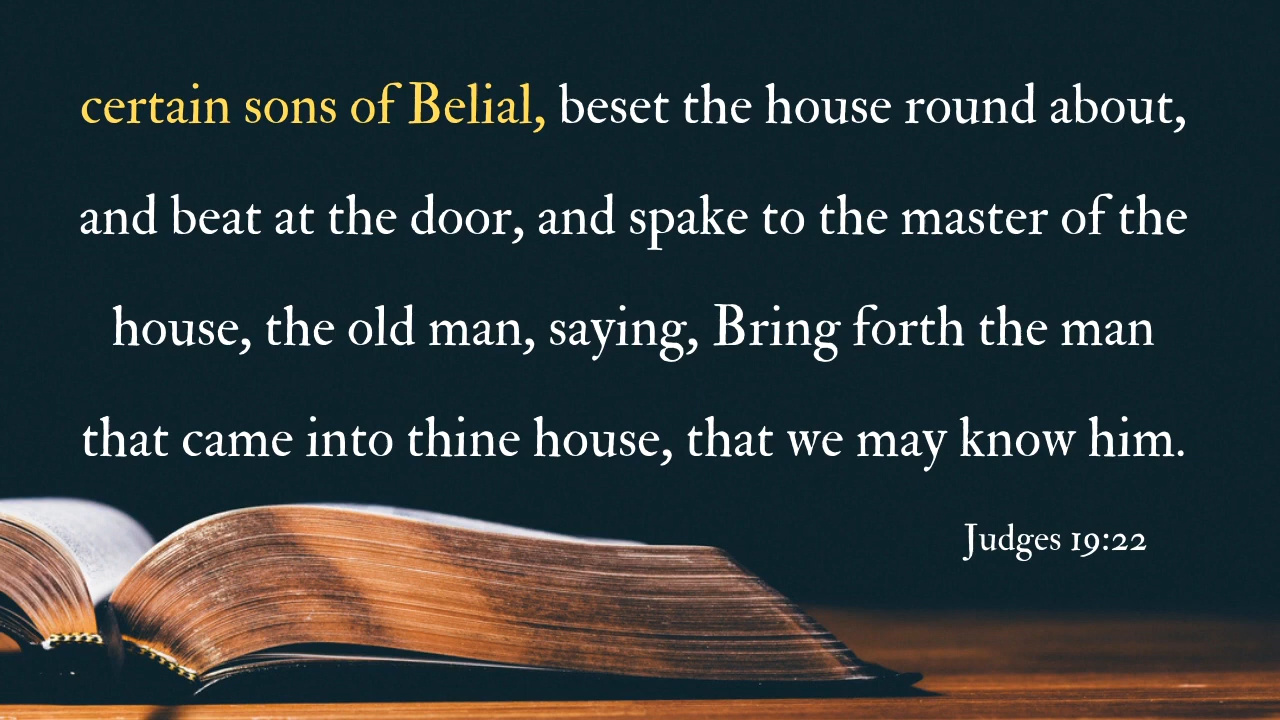 certain sons of Belial, beset the house round about,
and beat at the door, and spake to the master of the
house, the old man, saying, Bring forth the man
that came into thine house, that we may know him.
Judges 19:22